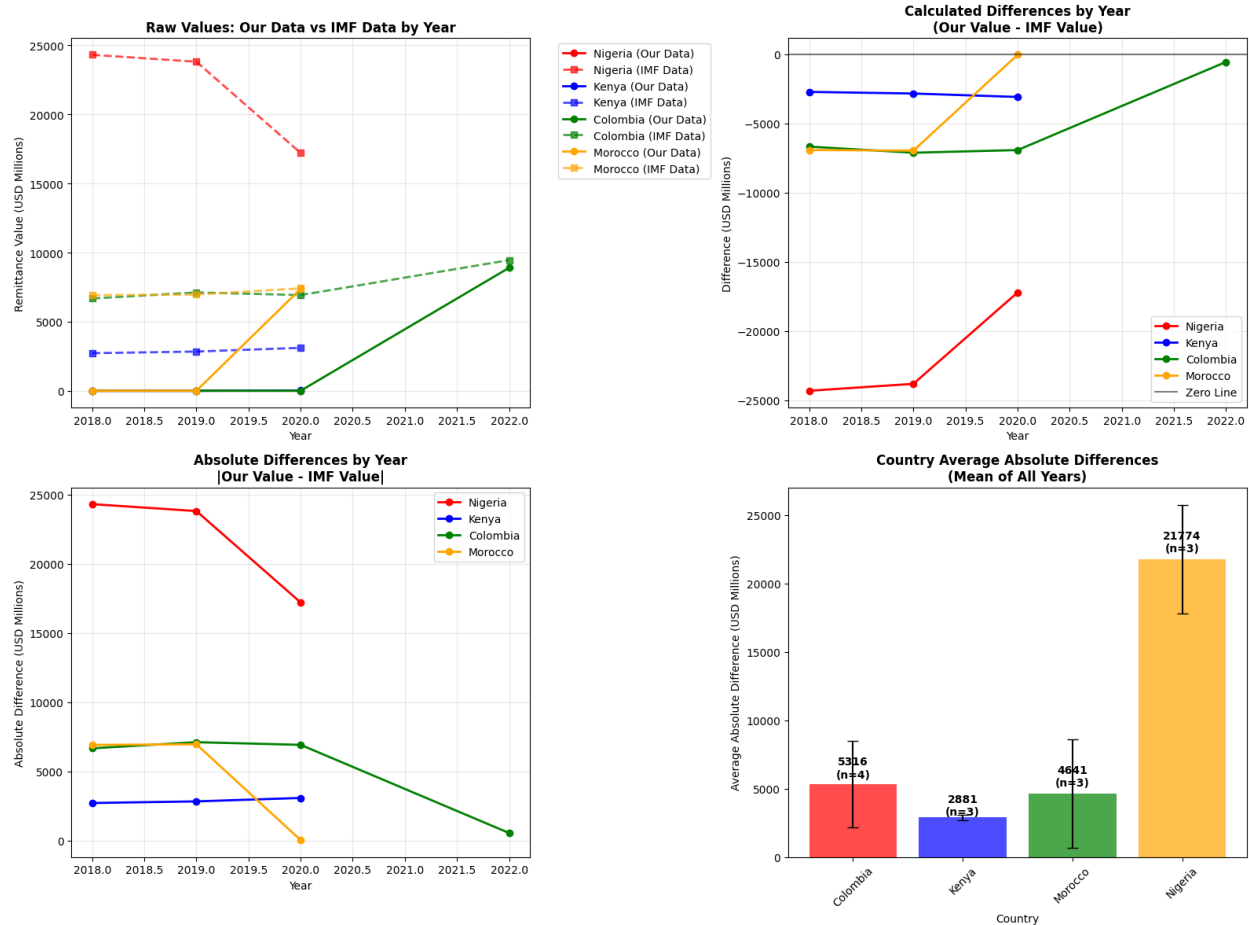 Raw Values: Our Data vs IMF Data by Year
Remittance Value (USD Millions)
25000
20000
15000
10000
5000
0
2018.0 2018.5 2019.0 2019.5 2020.0 2020.5 2021.0 2021.5 2022.0
Year
Nigeria (Our Data)
Nigeria (IMF Data)
Kenya (Our Data)
Kenya (IMF Data)
Colombia (Our Data)
Colombia (IMF Data)
Morocco (Our Data)
Morocco (IMF Data)
Calculated Differences by Year
(Our Value - IMF Value)
Difference (USD Millions)
0
−5000
−10000
−15000
−20000
−25000
2018.0 2018.5 2019.0 2019.5 2020.0 2020.5 2021.0 2021.5 2022.0
Year
Nigeria
Kenya
Colombia
Morocco
Zero Line
Absolute Differences by Year
|Our Value - IMF Value|
Absolute Difference (USD Millions)
25000
20000
15000
10000
5000
0
2018.0 2018.5 2019.0 2019.5 2020.0 2020.5 2021.0 2021.5 2022.0
Year
Nigeria
Kenya
Colombia
Morocco
Country Average Absolute Differences
(Mean of All Years)
Average Absolute Difference (USD Millions)
25000
20000
15000
10000
5000
0
5316
(n=4)
2881
(n=3)
4641
(n=3)
21774
(n=3)
Colombia
Kenya
Morocco
Nigeria
Country